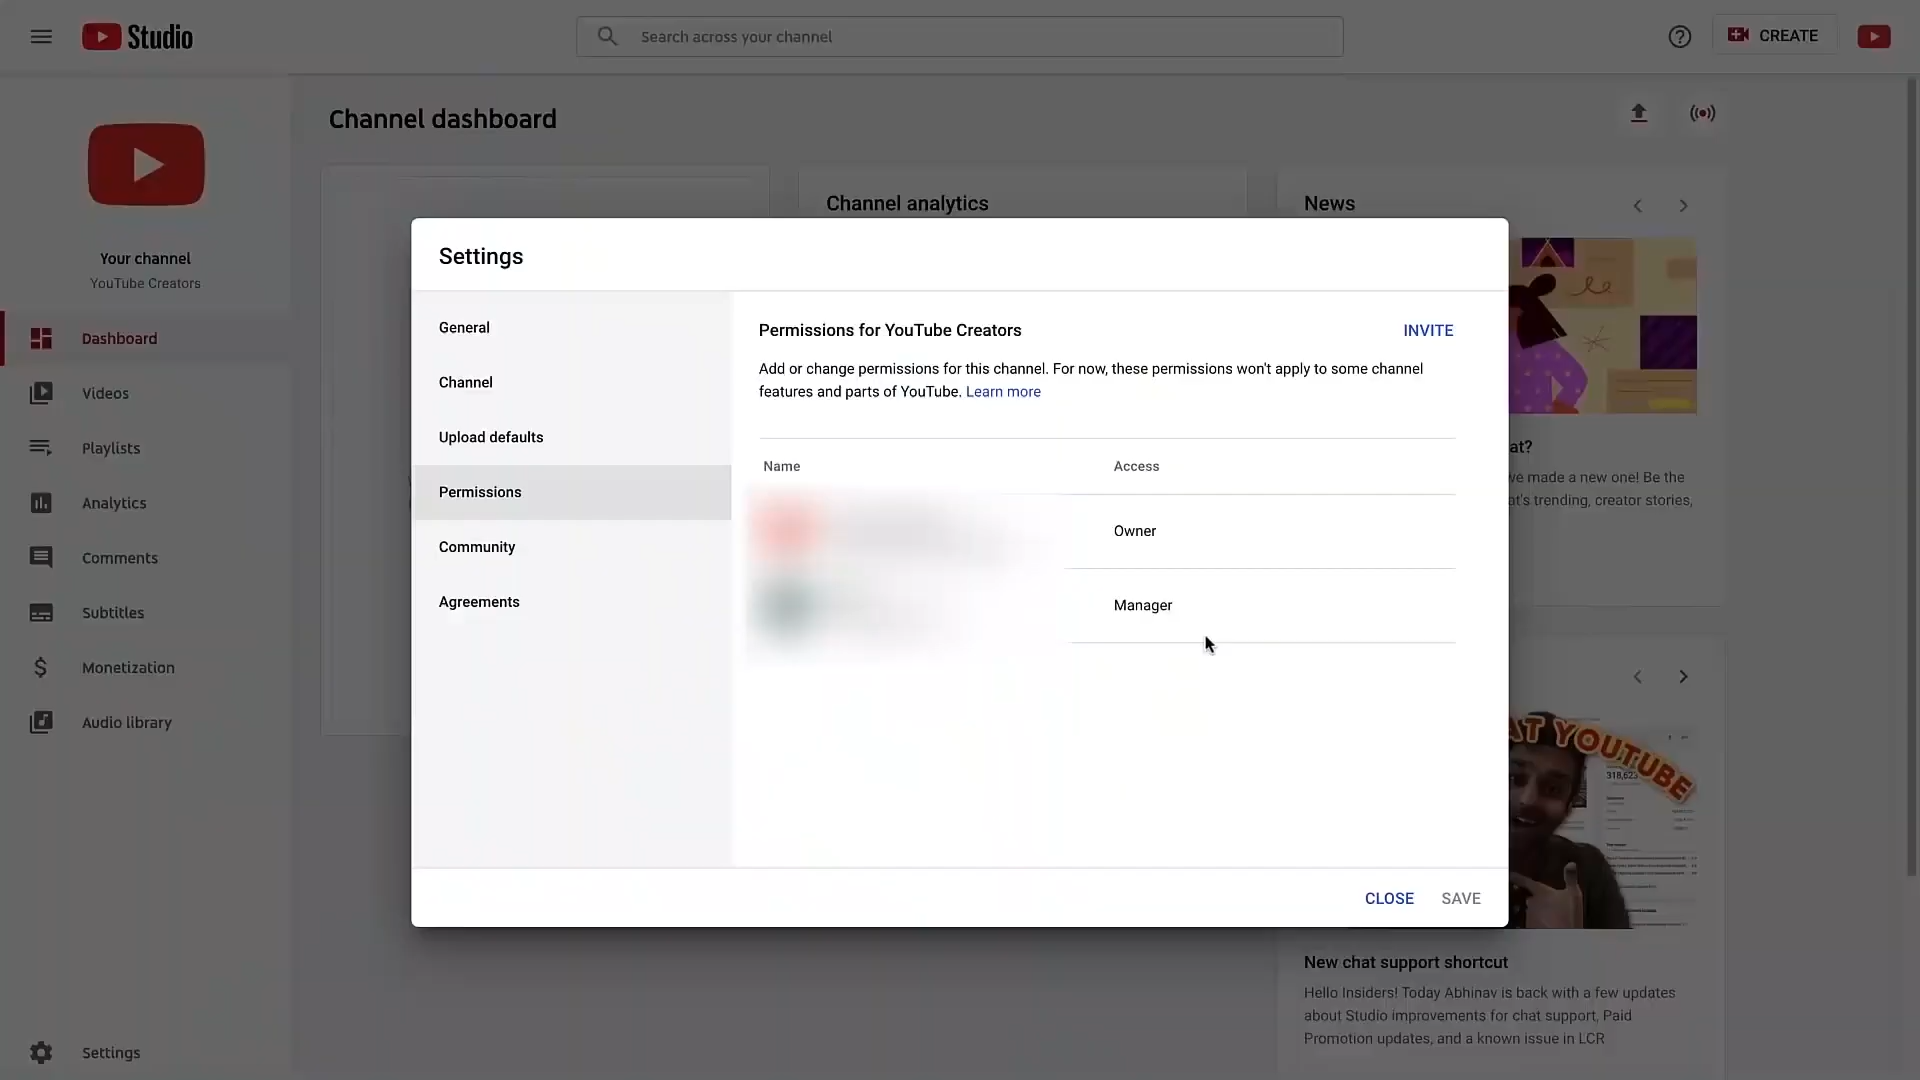 Studio
Search across your channel
CREATE
Channel dashboard
Your channel
YouTube Creators
Dashboard
Videos
Playlists
Analytics
Comments
Subtitles
Monetization
Audio library
Settings
Channel analytics
News
at?
we made a new one! Be the
at's trending, creator stories,
Settings
General
Channel
Upload defaults
Permissions
Community
Agreements
Permissions for YouTube Creators
INVITE
Add or change permissions for this channel. For now, these permissions won't apply to some channel
features and parts of YouTube. Learn more
Name
Access
Owner
Manager
CLOSE
SAVE
AT YOUTUBE
318,623
New chat support shortcut
Hello Insiders! Today Abhinav is back with a few updates
about Studio improvements for chat support, Paid
Promotion updates, and a known issue in LCR